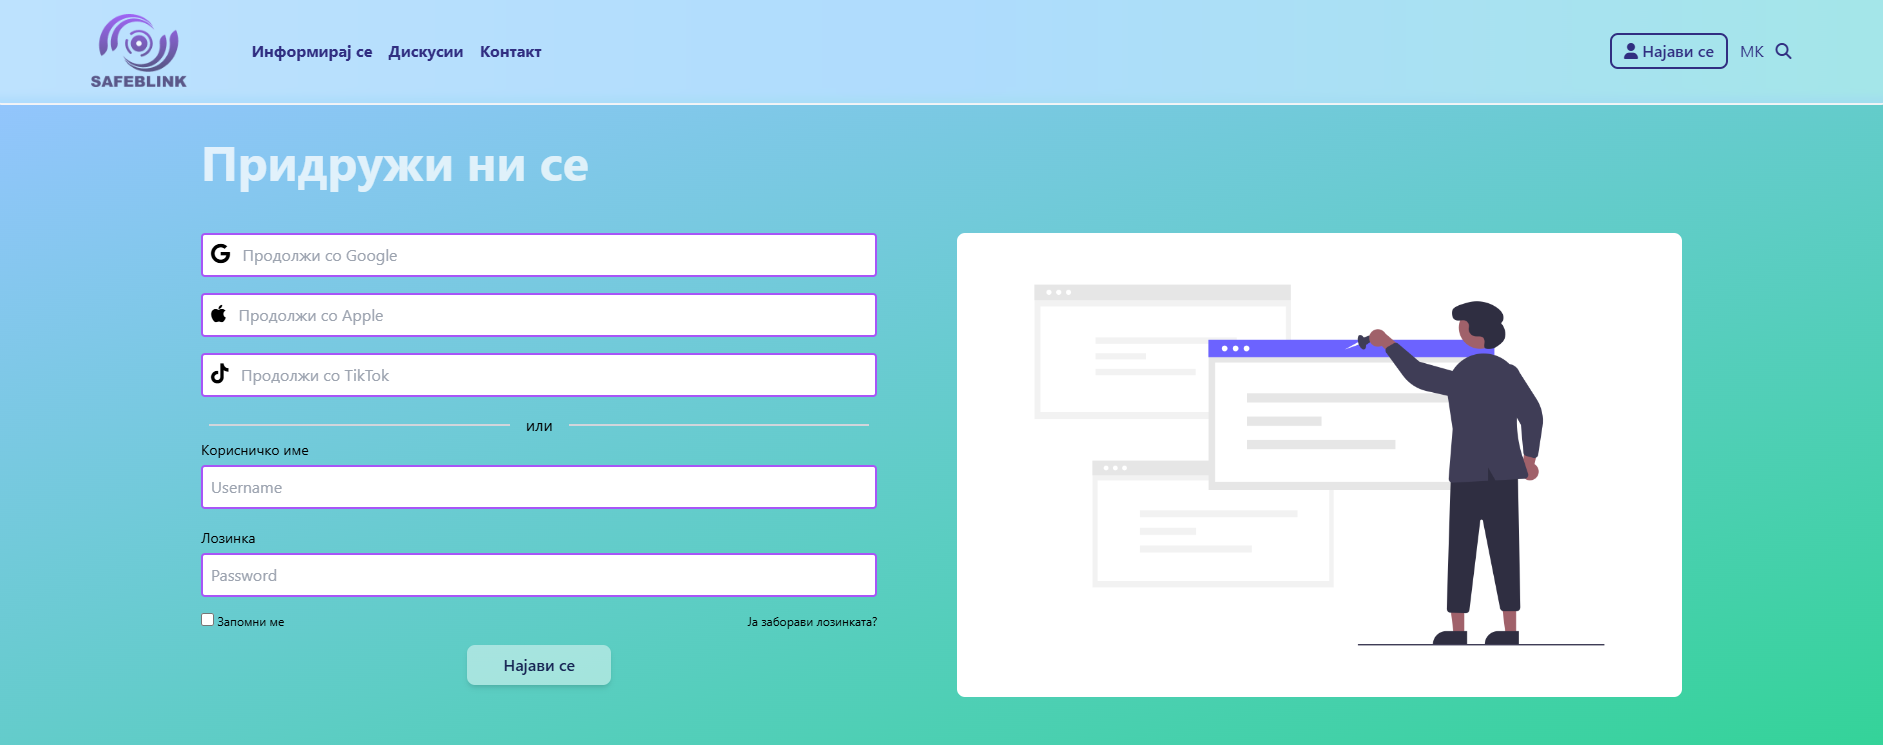 SAFEBLINK
Информирај се Дискусии Контакт
Најави се МК
Придружи ни се
Продолжи со Google
Продолжи со Apple
Продолжи со TikTok
или
Корисничко име
Username
Лозинка
Password
Запомни ме
Ја заборави лозинката?
Најави се